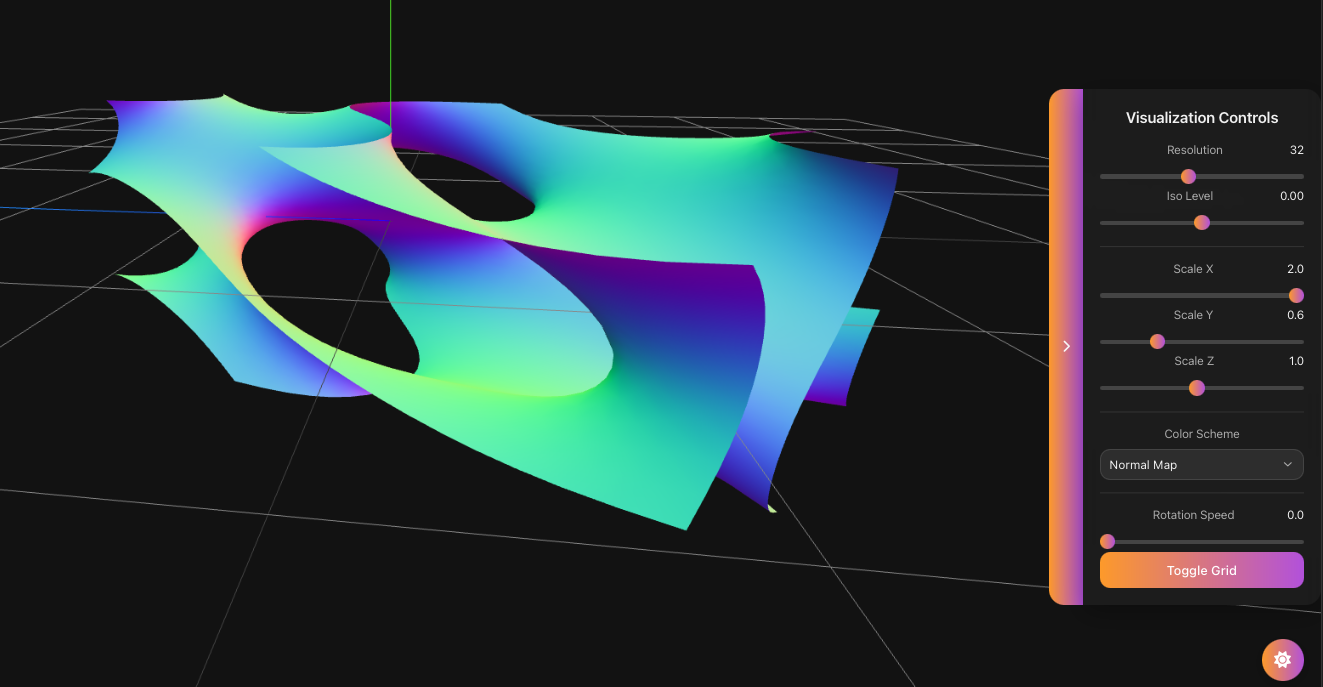 Visualization Controls
Resolution 32
Iso Level 0.00
Scale X 2.0
Scale Y 0.6
Scale Z 1.0
Color Scheme
Normal Map
Rotation Speed 0.0
Toggle Grid